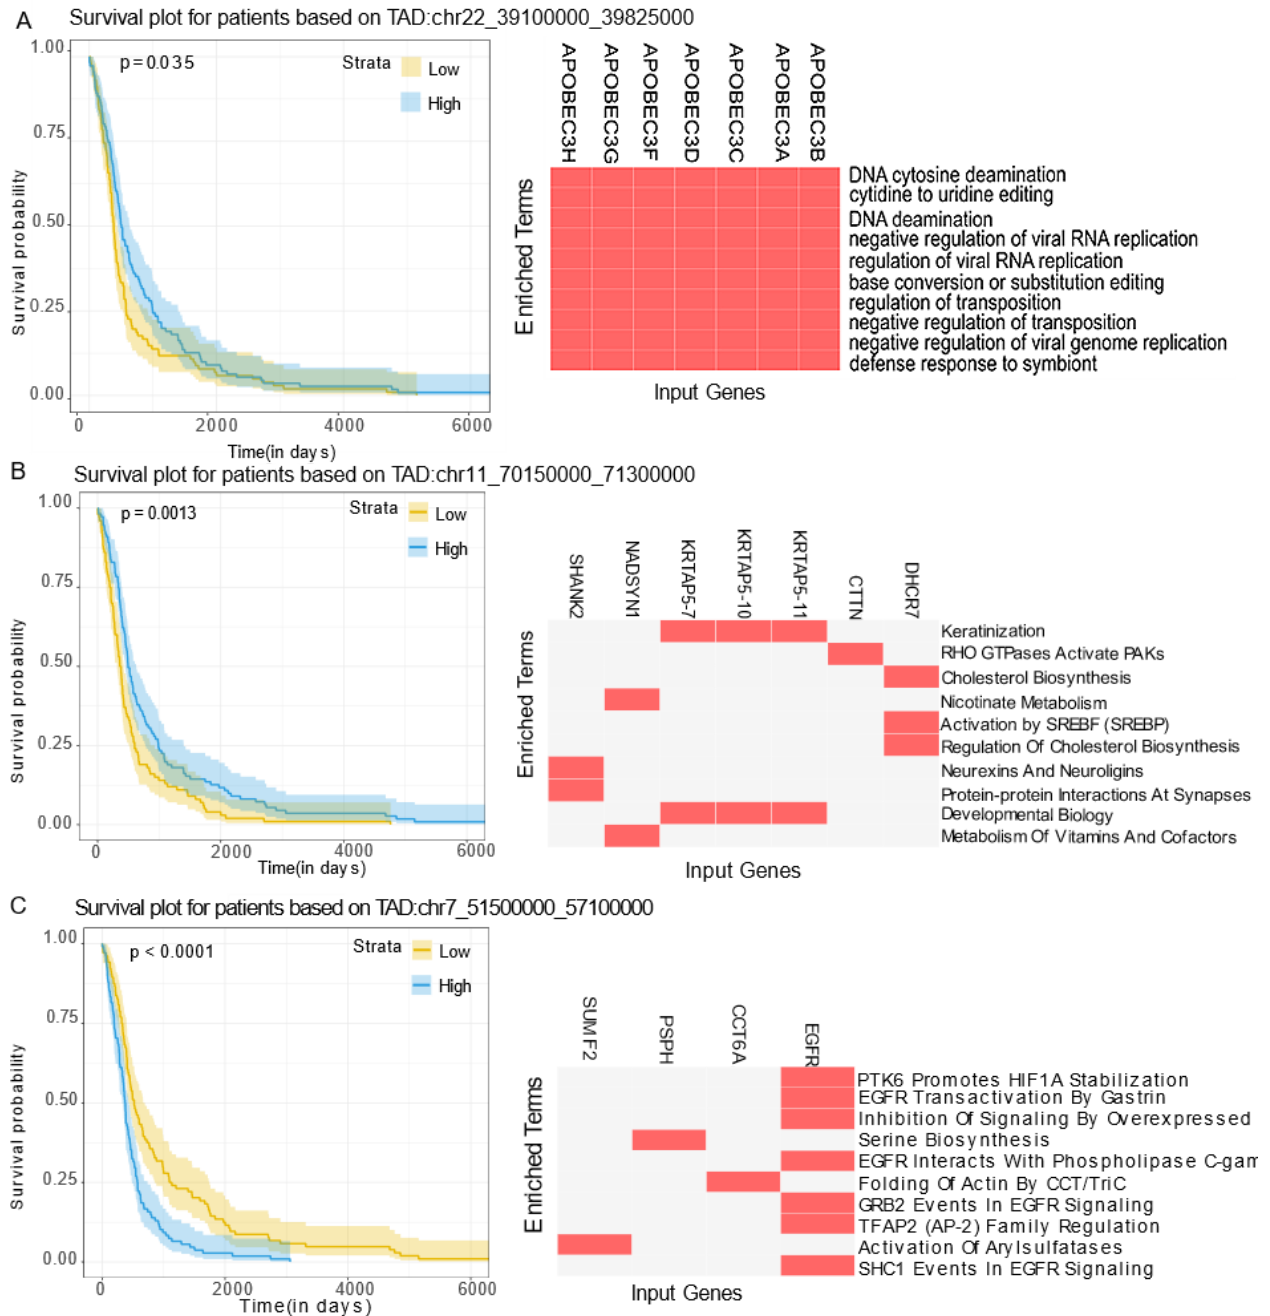 A
Survival plot for patients based on TAD:chr22_39100000_39825000
1.00
0.75
0.50
0.25
0.00
Survival probability
p=0.035
Strata
Low
High
0 2000 4000 6000
Time(in days)
APOBEC3H
APOBEC3G
APOBEC3F
APOBEC3D
APOBEC3C
APOBEC3A
APOBEC3B
Enriched Terms
DNA cytosine deamination
cytidine to uridine editing
DNA deamination
negative regulation of viral RNA replication
regulation of viral RNA replication
base conversion or substitution editing
regulation of transposition
negative regulation of transposition
negative regulation of viral genome replication
defense response to symbiont
Input Genes
B
Survival plot for patients based on TAD:chr11_70150000_71300000
1.00
0.75
0.50
0.25
0.00
Survival probability
p=0.0013
Strata
Low
High
0 2000 4000 6000
Time(in days)
SHANK2
NADSYN1
KRTAP5-7
KRTAP5-10
KRTAP5-11
CTTN
DHCR7
Enriched Terms
Keratinization
RHO GTPases Activate PAKs
Cholesterol Biosynthesis
Nicotinate Metabolism
Activation by SREBF (SREBP)
Regulation Of Cholesterol Biosynthesis
Neurexins And Neuroligins
Protein-protein Interactions At Synapses
Developmental Biology
Metabolism Of Vitamins And Cofactors
Input Genes
C
Survival plot for patients based on TAD:chr7_51500000_57100000
1.00
0.75
0.50
0.25
0.00
Survival probability
p < 0.0001
Strata
Low
High
0 2000 4000 6000
Time(in days)
SUMF2
PSPH
CCT6A
EGFR
Enriched Terms
PTK6 Promotes HIF1A Stabilization
EGFR Transactivation By Gastrin
Inhibition Of Signaling By Overexpressed
Serine Biosynthesis
EGFR Interacts With Phospholipase C-gam
Folding Of Actin By CCT/TriC
GRB2 Events In EGFR Signaling
TFAP2 (AP-2) Family Regulation
Activation Of Arylsulfatases
SHC1 Events In EGFR Signaling
Input Genes